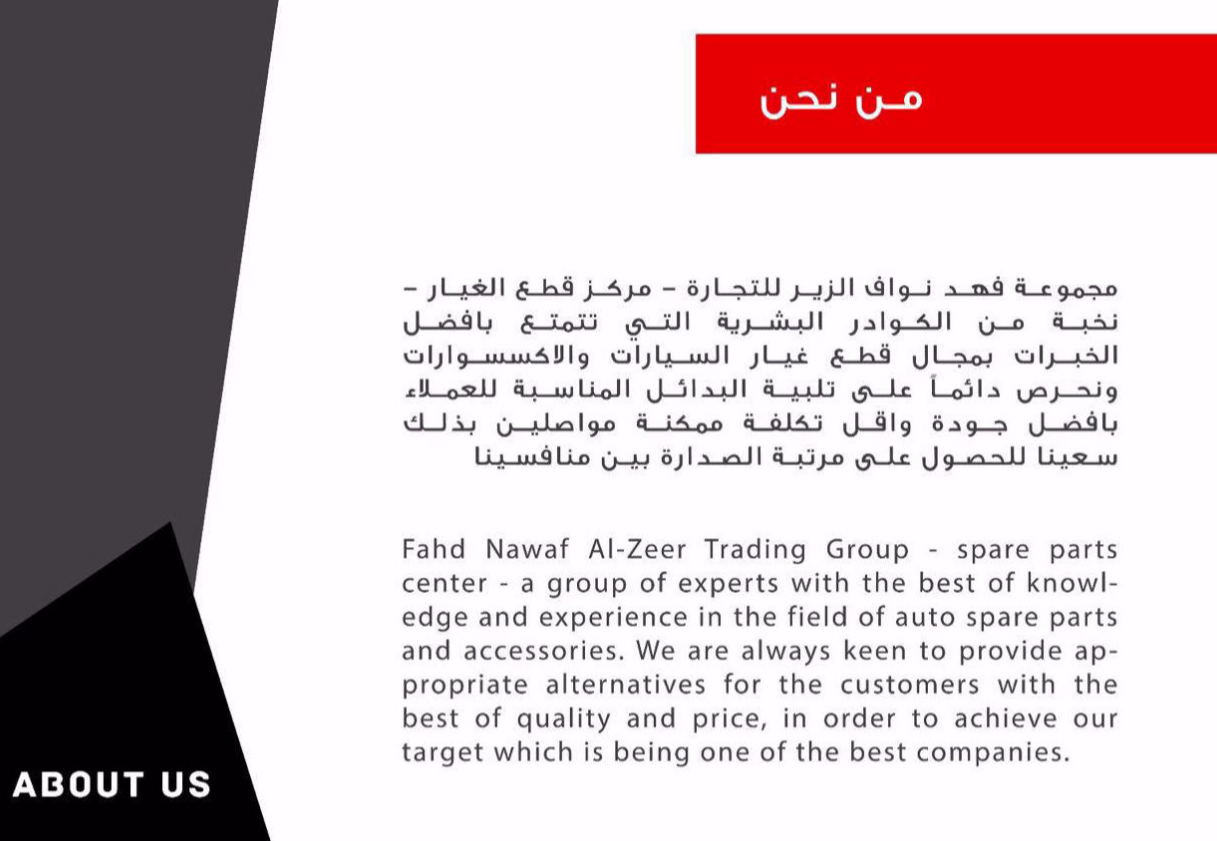 من نحن
مجموعة فهد نواف الزير للتجارة – مركز قطع الغيار –
نخبة من الكوادر البشرية التي تتمتع بافضل
الخبرات بمجال قطع غيار السيارات والاكسسوارات
ونحرص دائماً على تلبية البدائل المناسبة للعملاء
بافضل جودة واقل تكلفة ممكنة مواصلين بذلك
سعينا للحصول على مرتبة الصدارة بين منافسينا
Fahd Nawaf Al-Zeer Trading Group - spare parts
center - a group of experts with the best of knowl-
edge and experience in the field of auto spare parts
and accessories. We are always keen to provide ap-
propriate alternatives for the customers with the
best of quality and price, in order to achieve our
target which is being one of the best companies.
ABOUT US